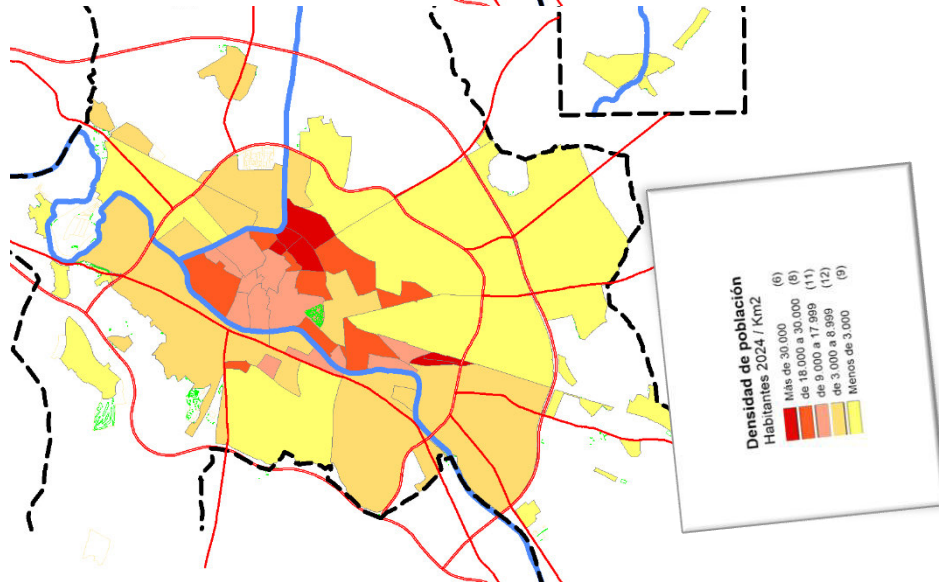 Densidad de población
Habitantes 2024 / Km2
Más de 30.000 (6)
de 18.000 a 30.000 (8)
de 9.000 a 17.999 (11)
de 3.000 a 8.999 (12)
Menos de 3.000 (9)